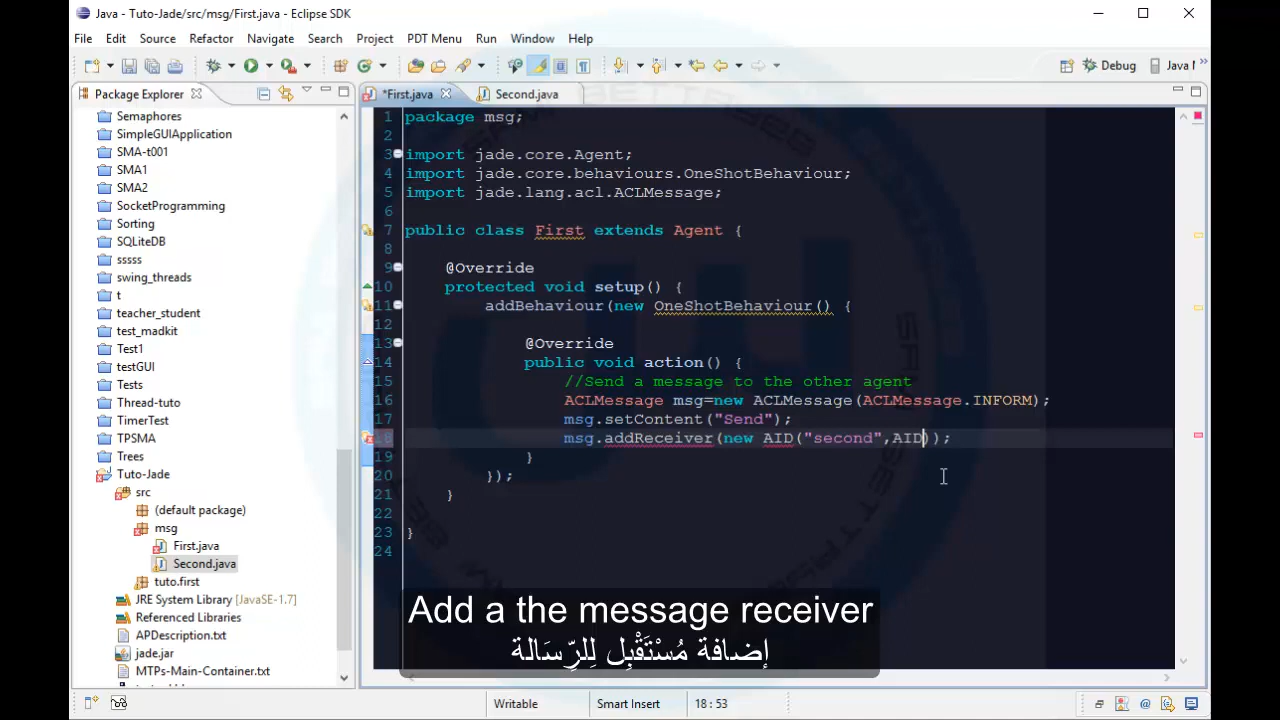 Java - Tuto-Jade/src/msg/First.java - Eclipse SDK
File Edit Source Refactor Navigate Search Project PDT Menu Run Window Help
Debug Java
Package Explorer
*First.java Second.java
Semaphores
SimpleGUIApplication
SMA-t001
SMA1
SMA2
SocketProgramming
Sorting
SQLiteDB
sssss
swing_threads
t
teacher_student
test_madkit
Test1
testGUI
Tests
Thread-tuto
TimerTest
TPSMA
Trees
Tuto-Jade
src
(default package)
msg
First.java
Second.java
tuto.first
JRE System Library [JavaSE-1.7]
Referenced Libraries
APDescription.txt
jade.jar
MTPs-Main-Container.txt
1 package msg;
2
3 import jade.core.Agent;
4 import jade.core.behaviours.OneShotBehaviour;
5 import jade.lang.acl.ACLMessage;
6
7 public class First extends Agent {
8
9 @Override
10 protected void setup() {
11 addBehaviour(new OneShotBehaviour() {
12
13 @Override
14 public void action() {
15 //Send a message to the other agent
16 ACLMessage msg=new ACLMessage(ACLMessage.INFORM);
17 msg.setContent("Send");
18 msg.addReceiver(new AID("second",AID));
19 }
20 });
21 }
22
23 }
24
Add a the message receiver
إضافة مُسْتَقْبِل لِلرِّسَالة
Writable Smart Insert 18 : 53